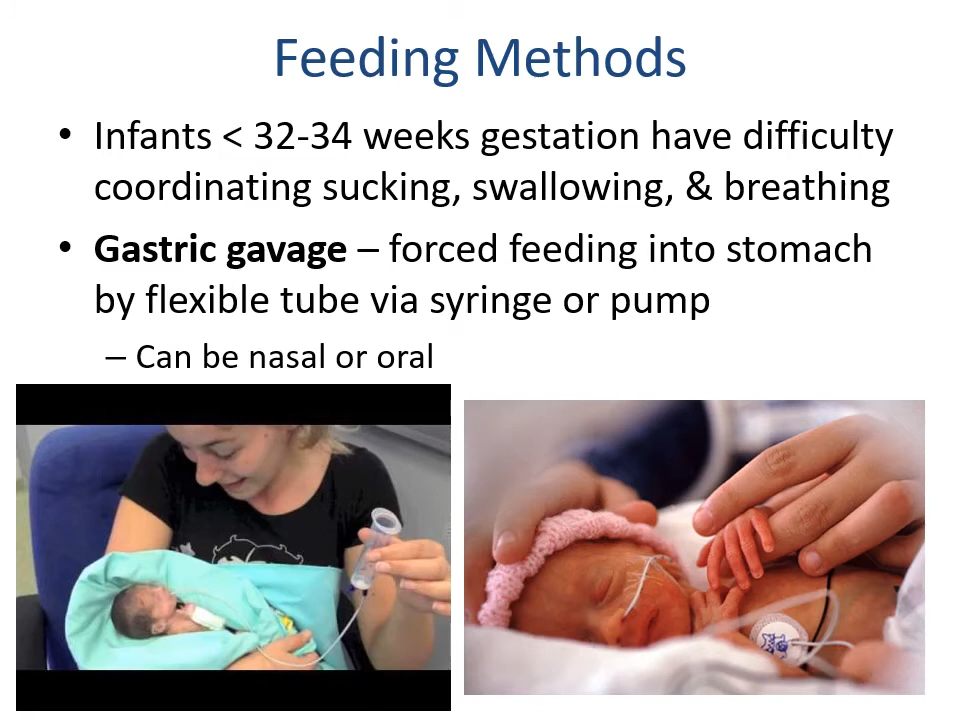 Feeding Methods
• Infants < 32-34 weeks gestation have difficulty
coordinating sucking, swallowing, & breathing
• Gastric gavage – forced feeding into stomach
by flexible tube via syringe or pump
– Can be nasal or oral